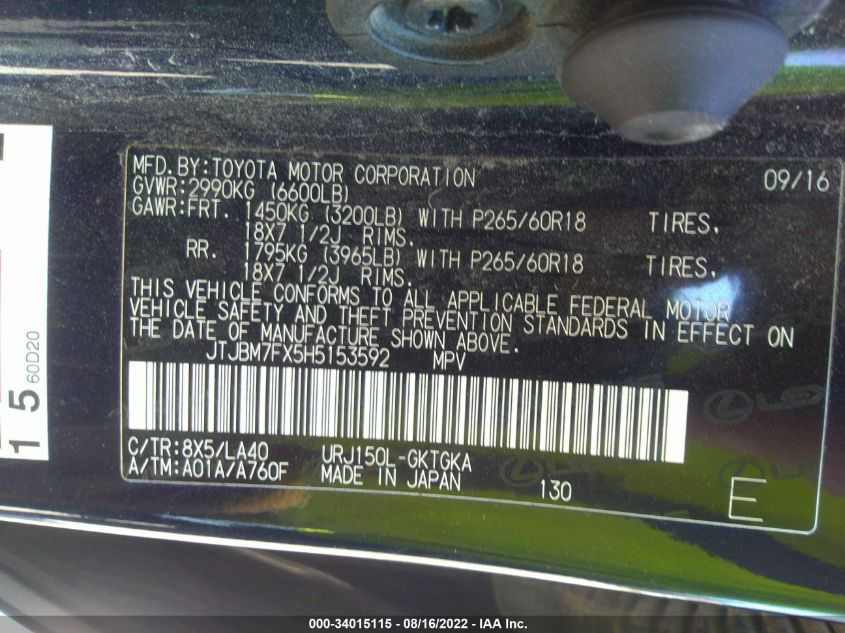 MFD.BY:TOYOTA MOTOR CORPORATION 09/16
GVWR:2990KG (6600LB)
GAWR:FRT. 1450KG (3200LB) WITH P265/60R18 TIRES.
18X7 1/2J RIMS.
RR. 1795KG (3965LB) WITH P265/60R18 TIRES.
18X7 1/2J RIMS.
THIS VEHICLE CONFORMS TO ALL APPLICABLE FEDERAL MOTOR
VEHICLE SAFETY AND THEFT PREVENTION STANDARDS IN EFFECT ON
THE DATE OF MANUFACTURE SHOWN ABOVE.
JTJBM7FX5H5153592 MPV
C/TR:8X5/LA40 URJ150L-GKTGKA
A/TM:A01A/A760F MADE IN JAPAN 130 E
15
60D20
000-34015115 - 08/16/2022 - IAA Inc.